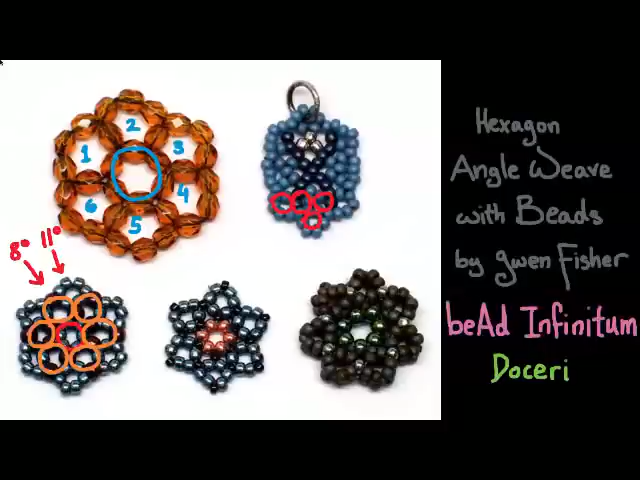 2
1
3
4
6
5
8° 11°
Hexagon
Angle Weave
with Beads
by gwen Fisher
beAd Infinitum
Doceri